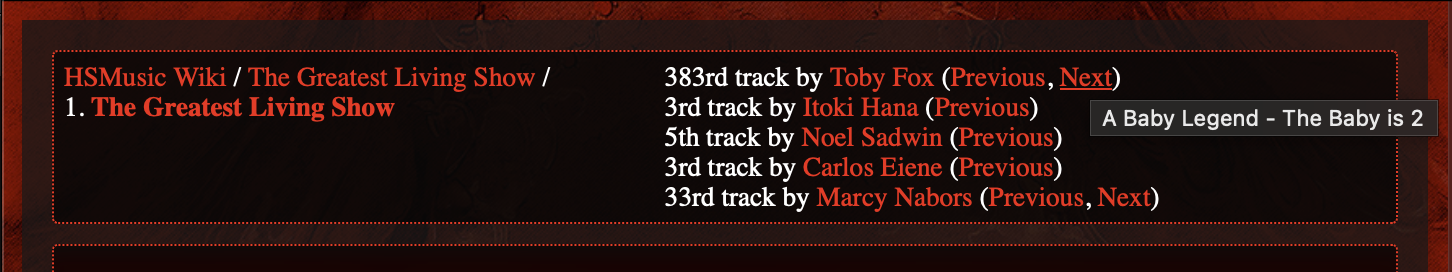 HSMusic Wiki / The Greatest Living Show /
1. The Greatest Living Show
383rd track by Toby Fox (Previous, Next)
3rd track by Itoki Hana (Previous)
5th track by Noel Sadwin (Previous)
3rd track by Carlos Eiene (Previous)
33rd track by Marcy Nabors (Previous, Next)
A Baby Legend - The Baby is 2